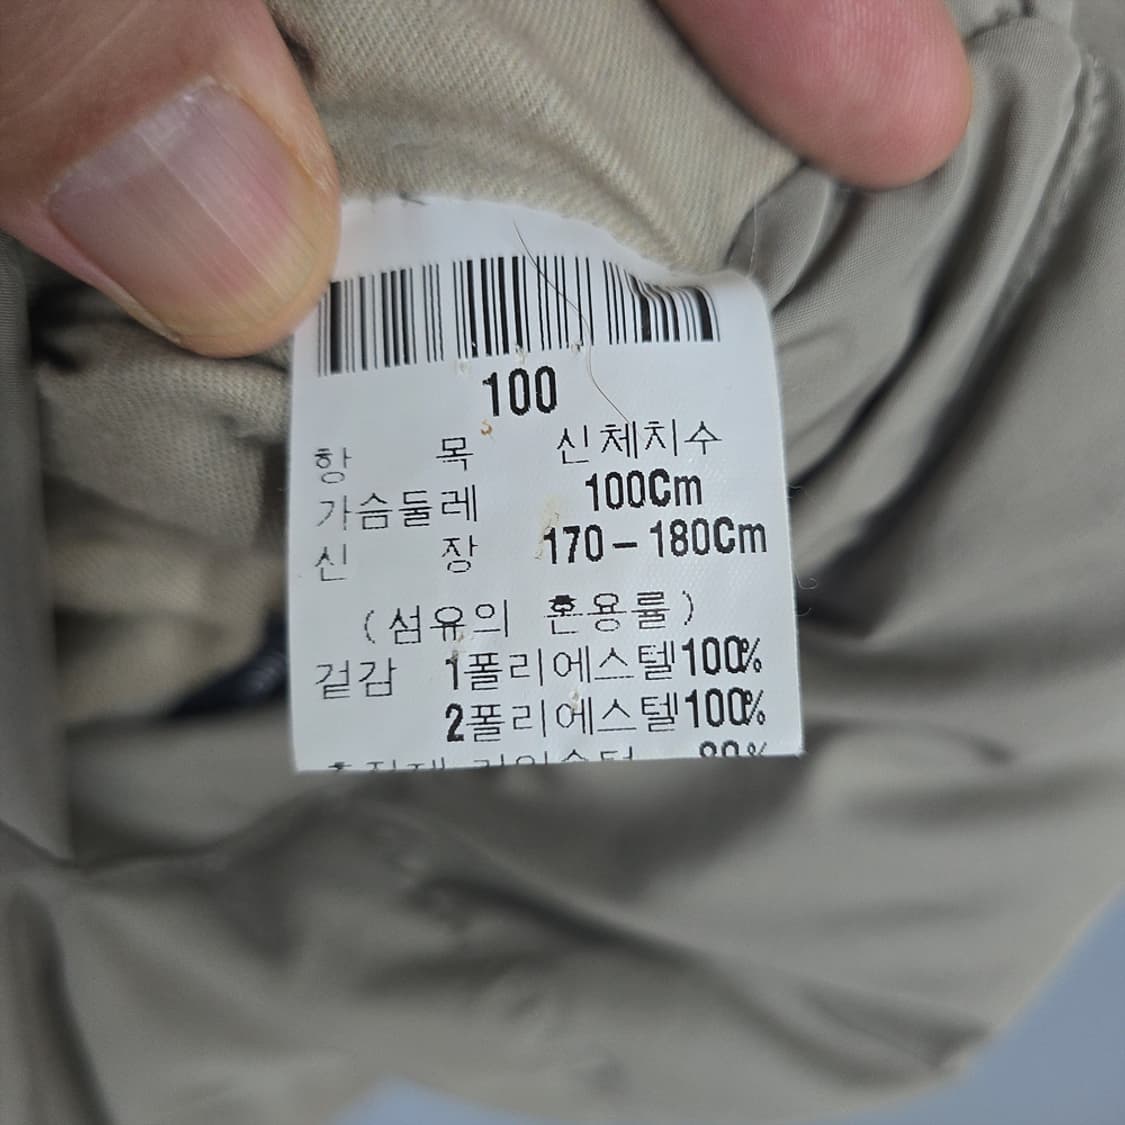 100
항 목 신체치수
가슴둘레 100Cm
신 장 170-180Cm
(섬유의 혼용률)
겉감 1폴리에스텔100%
2폴리에스텔100%
80%